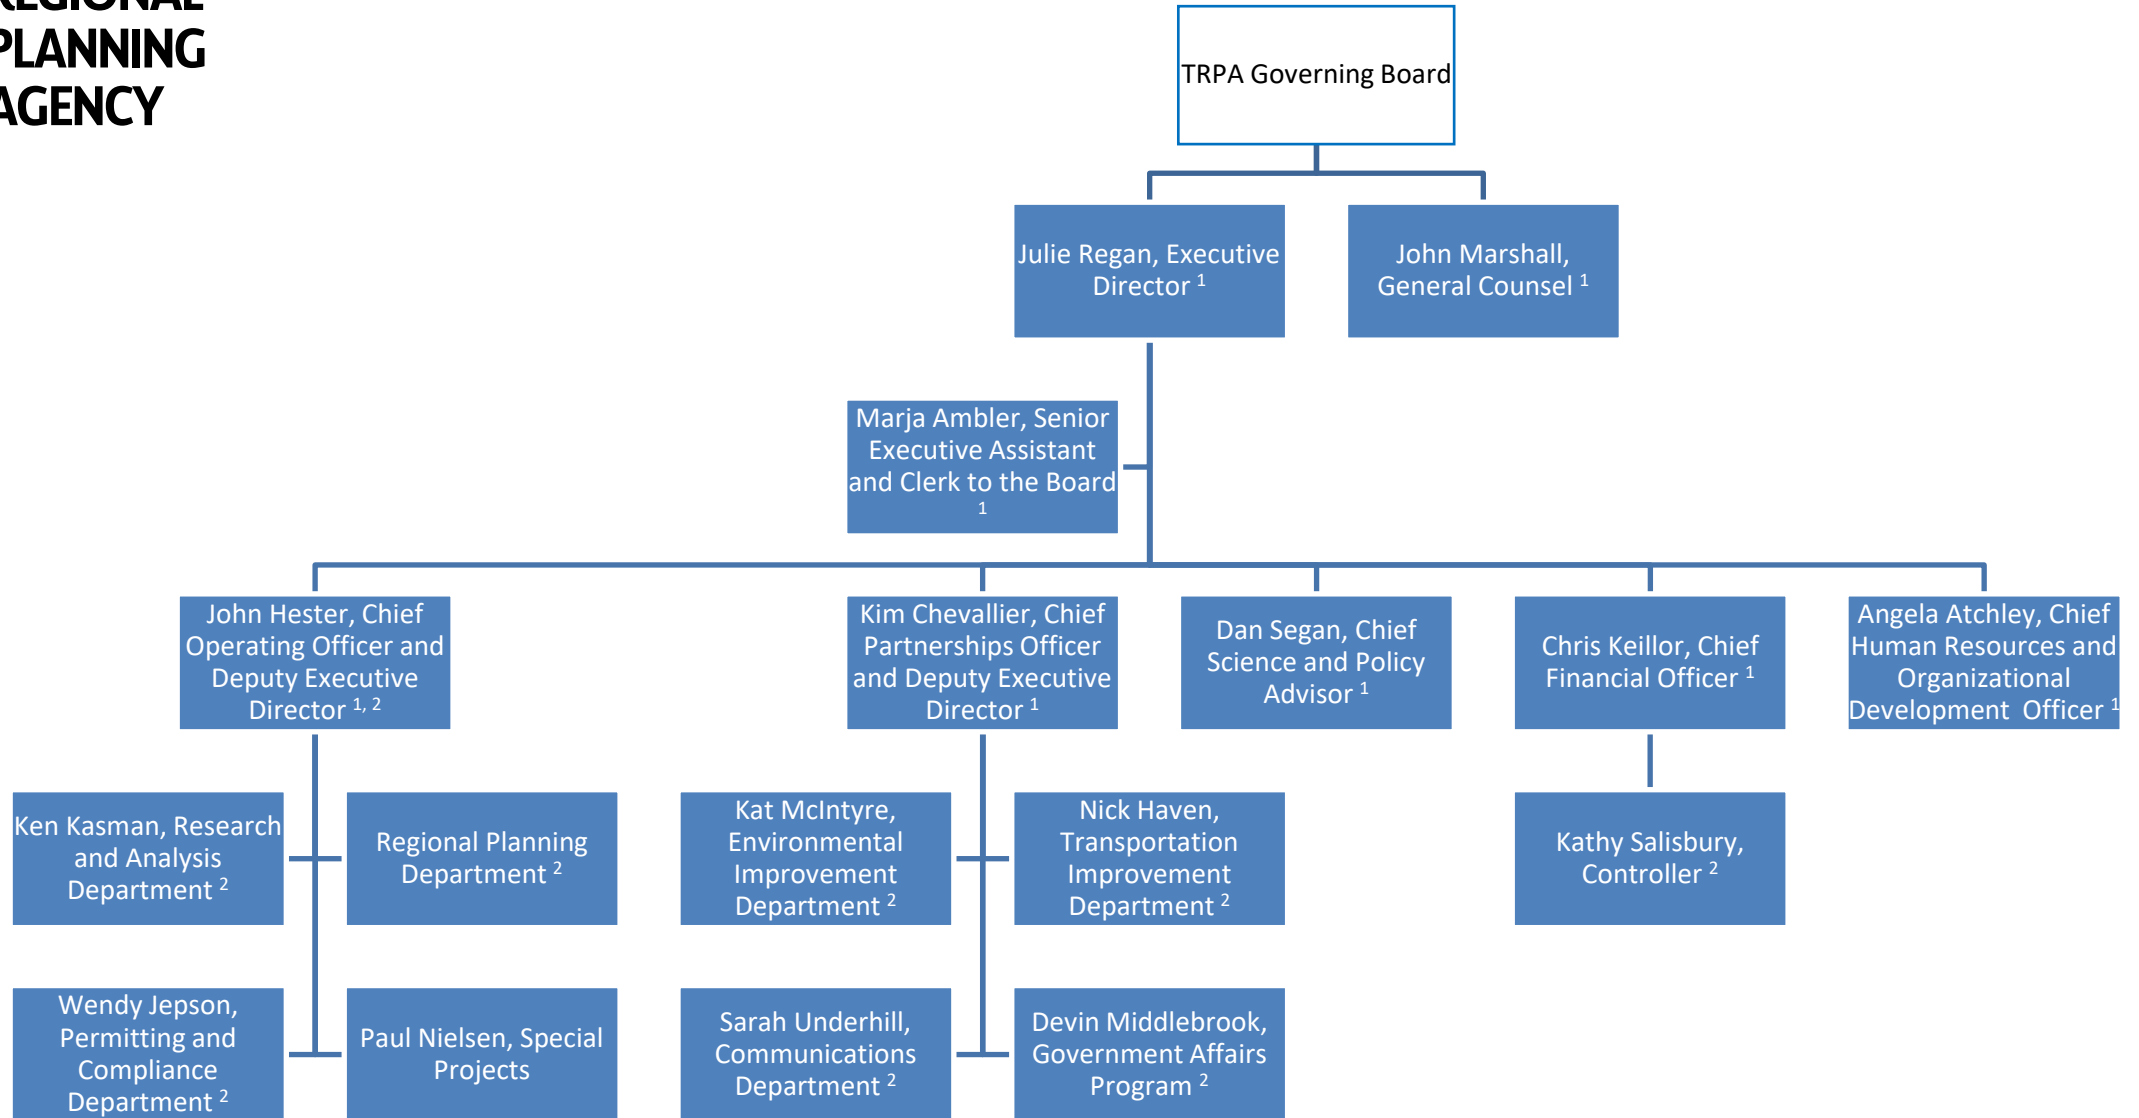 REGIONAL
PLANNING
AGENCY
TRPA Governing Board
Julie Regan, Executive
Director 1
John Marshall,
General Counsel 1
Marja Ambler, Senior
Executive Assistant
and Clerk to the Board
1
John Hester, Chief
Operating Officer and
Deputy Executive
Director 1, 2
Kim Chevallier, Chief
Partnerships Officer
and Deputy Executive
Director 1
Dan Segan, Chief
Science and Policy
Advisor 1
Chris Keillor, Chief
Financial Officer 1
Angela Atchley, Chief
Human Resources and
Organizational
Development  Officer 1
Ken Kasman, Research
and Analysis
Department 2
Regional Planning
Department 2
Kat McIntyre,
Environmental
Improvement
Department 2
Nick Haven,
Transportation
Improvement
Department 2
Kathy Salisbury,
Controller 2
Wendy Jepson,
Permitting and
Compliance
Department 2
Paul Nielsen, Special
Projects
Sarah Underhill,
Communications
Department 2
Devin Middlebrook,
Government Affairs
Program 2